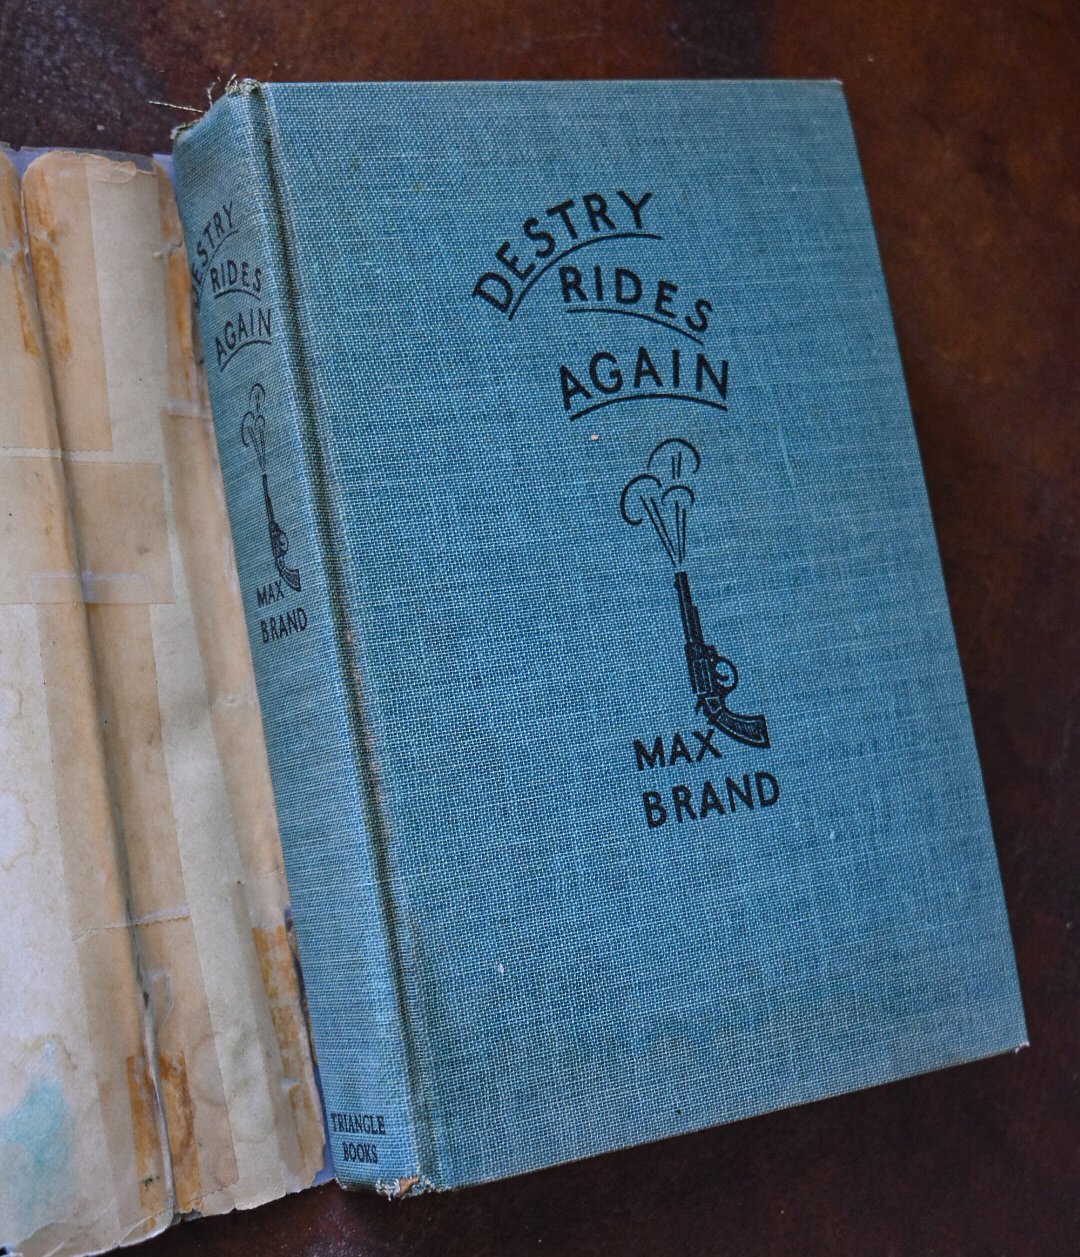 DESTRY
RIDES
AGAIN
MAX
BRAND
DESTRY
RIDES
AGAIN
MAX
BRAND
TRIANGLE
BOOKS